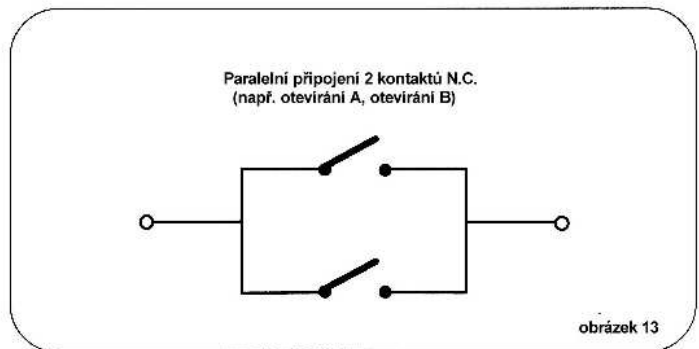 Paralelní připojení 2 kontaktů N.C.
(např. otevírání A, otevírání B)
obrázek 13